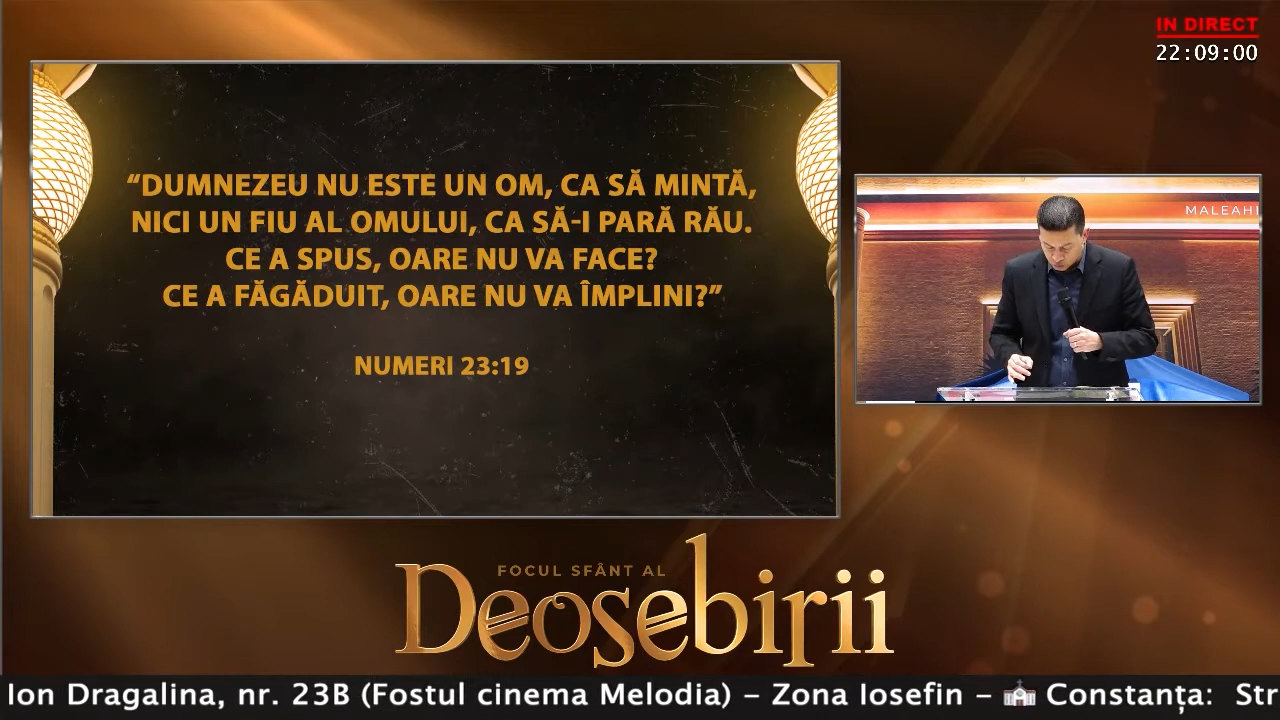 IN DIRECT
22:09:00
“DUMNEZEU NU ESTE UN OM, CA SĂ MINTĂ,
NICI UN FIU AL OMULUI, CA SĂ-I PARĂ RĂU.
CE A SPUS, OARE NU VA FACE?
CE A FĂGĂDUIT, OARE NU VA ÎMPLINI?”
NUMERI 23:19
MALEAHI
FOCUL SFÂNT AL
Deosebirii
Ion Dragalina, nr. 23B (Fostul cinema Melodia) – Zona Iosefin – Constanța: Str